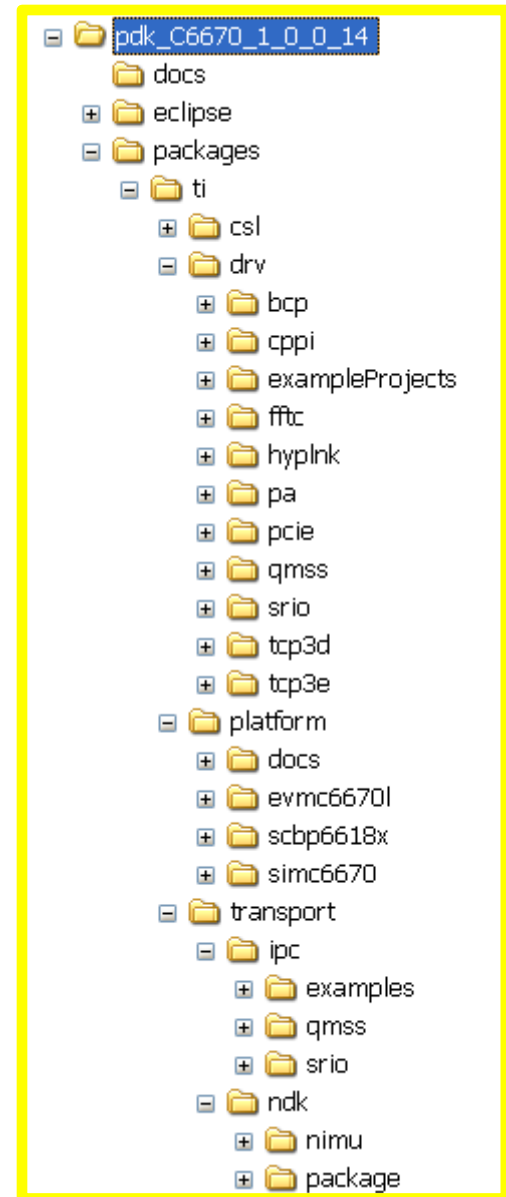 pdk_C6670_1_0_0_14
docs
eclipse
packages
ti
csl
drv
bcp
cppi
exampleProjects
fftc
hyplnk
pa
pcie
qmss
srio
tcp3d
tcp3e
platform
docs
evmc6670l
scbp6618x
simc6670
transport
ipc
examples
qmss
srio
ndk
nimu
package